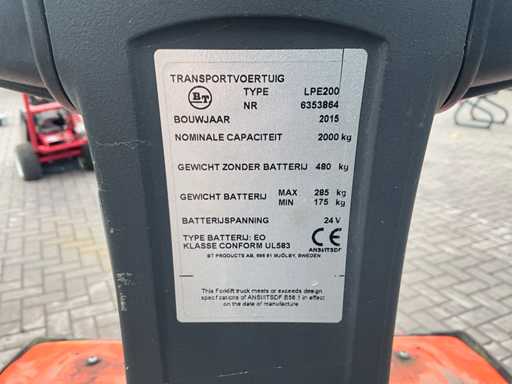 TRANSPORTVOERTUIG
BT TYPE LPE200
NR 6353864
BOUWJAAR 2015
NOMINALE CAPACITEIT 2000 kg
GEWICHT ZONDER BATTERIJ 480 kg
GEWICHT BATTERIJ MAX 285 kg
MIN 175 kg
BATTERIJSPANNING 24 V
TYPE BATTERIJ: EO
KLASSE CONFORM UL583 CE
ANSI/ITSDF
BT PRODUCTS AB, 595 81 MJÖLBY, SWEDEN
This Forklift truck meets or exceeds design
specifications of ANSI/ITSDF B56.1 in effect
on the date of manufacture